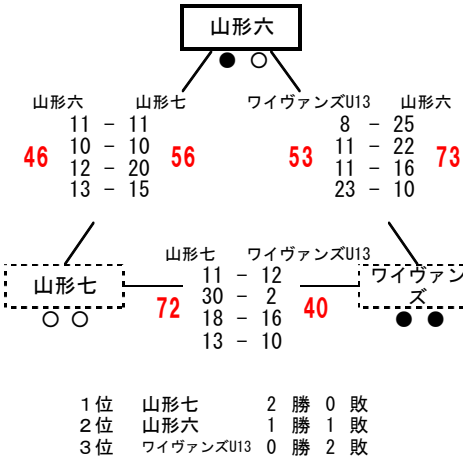 山形六
● ○
山形六 山形七
46 56
11 - 11
10 - 10
12 - 20
13 - 15
ワイヴァンズU13 山形六
53 73
8 - 25
11 - 22
11 - 16
23 - 10
山形七 ワイヴァンズU13
72 40
11 - 12
30 - 2
18 - 16
13 - 10
山形七
○ ○
ワイヴァン
ズ
● ●
1位 山形七 2 勝 0 敗
2位 山形六 1 勝 1 敗
3位 ワイヴァンズU13 0 勝 2 敗